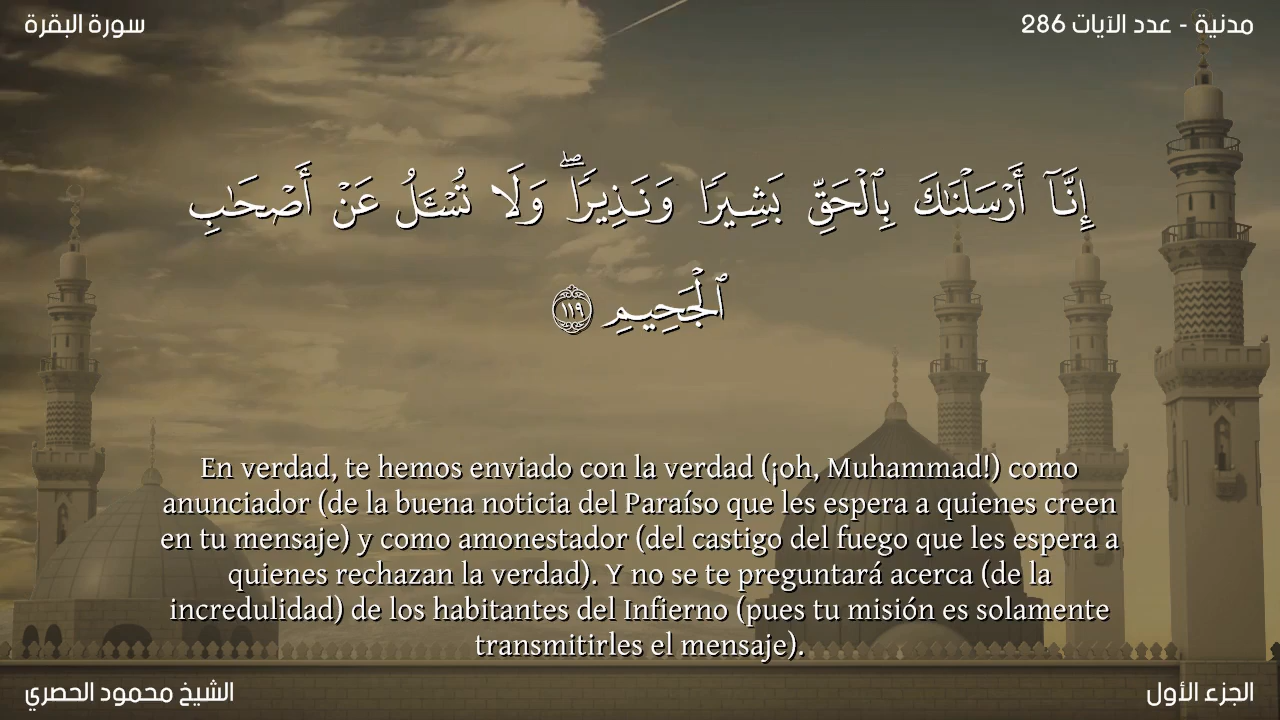 سورة البقرة
مدنية - عدد الآيات 286
إِنَّآ أَرْسَلْنَٰكَ بِٱلْحَقِّ بَشِيرًا وَنَذِيرًا ۖ وَلَا تُسْـَٔلُ عَنْ أَصْحَٰبِ
ٱلْجَحِيمِ ١١٩
En verdad, te hemos enviado con la verdad (¡oh, Muhammad!) como
anunciador (de la buena noticia del Paraíso que les espera a quienes creen
en tu mensaje) y como amonestador (del castigo del fuego que les espera a
quienes rechazan la verdad). Y no se te preguntará acerca (de la
incredulidad) de los habitantes del Infierno (pues tu misión es solamente
transmitirles el mensaje).
الشيخ محمود الحصري
الجزء الأول